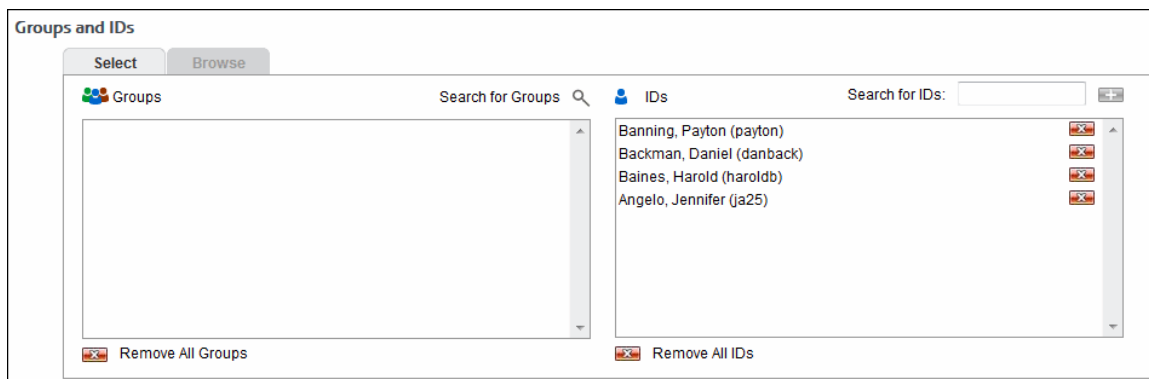 Groups and IDs
Select Browse
Groups Search for Groups IDs Search for IDs:
Banning, Payton (payton)
Backman, Daniel (danback)
Baines, Harold (haroldb)
Angelo, Jennifer (ja25)
Remove All Groups Remove All IDs